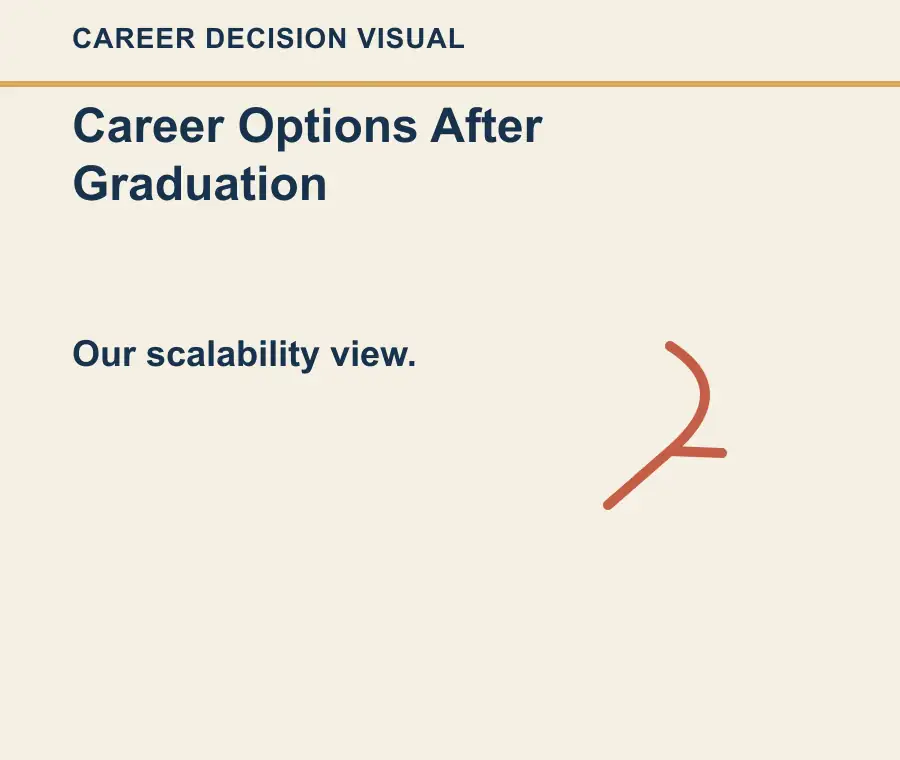 CAREER DECISION VISUAL
Career Options After
Graduation
Our scalability view.